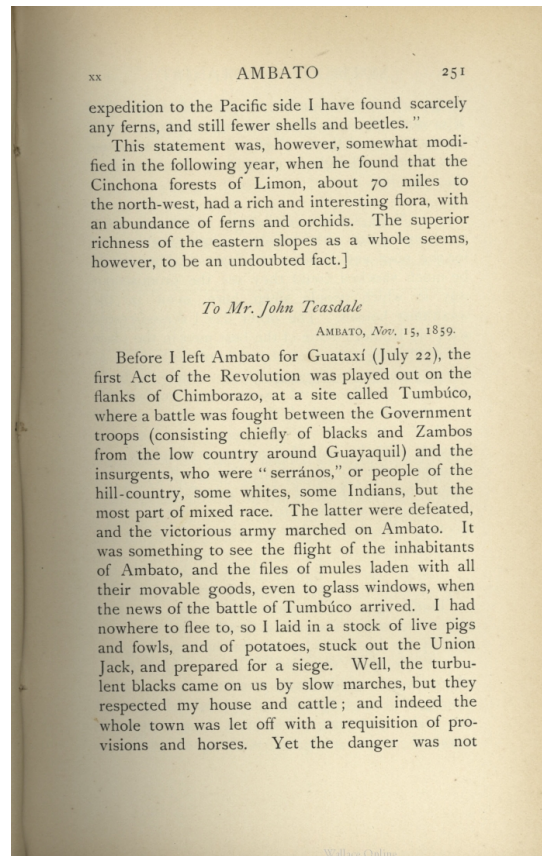 xx AMBATO 251
expedition to the Pacific side I have found scarcely
any ferns, and still fewer shells and beetles."
This statement was, however, somewhat modi-
fied in the following year, when he found that the
Cinchona forests of Limon, about 70 miles to
the north-west, had a rich and interesting flora, with
an abundance of ferns and orchids. The superior
richness of the eastern slopes as a whole seems,
however, to be an undoubted fact.]
To Mr. John Teasdale
AMBATO, Nov. 15, 1859.
Before I left Ambato for Guataxí (July 22), the
first Act of the Revolution was played out on the
flanks of Chimborazo, at a site called Tumbúco,
where a battle was fought between the Government
troops (consisting chiefly of blacks and Zambos
from the low country around Guayaquil) and the
insurgents, who were "serrános," or people of the
hill-country, some whites, some Indians, but the
most part of mixed race. The latter were defeated,
and the victorious army marched on Ambato. It
was something to see the flight of the inhabitants
of Ambato, and the files of mules laden with all
their movable goods, even to glass windows, when
the news of the battle of Tumbúco arrived. I had
nowhere to flee to, so I laid in a stock of live pigs
and fowls, and of potatoes, stuck out the Union
Jack, and prepared for a siege. Well, the turbu-
lent blacks came on us by slow marches, but they
respected my house and cattle; and indeed the
whole town was let off with a requisition of pro-
visions and horses. Yet the danger was not
Wallace Online